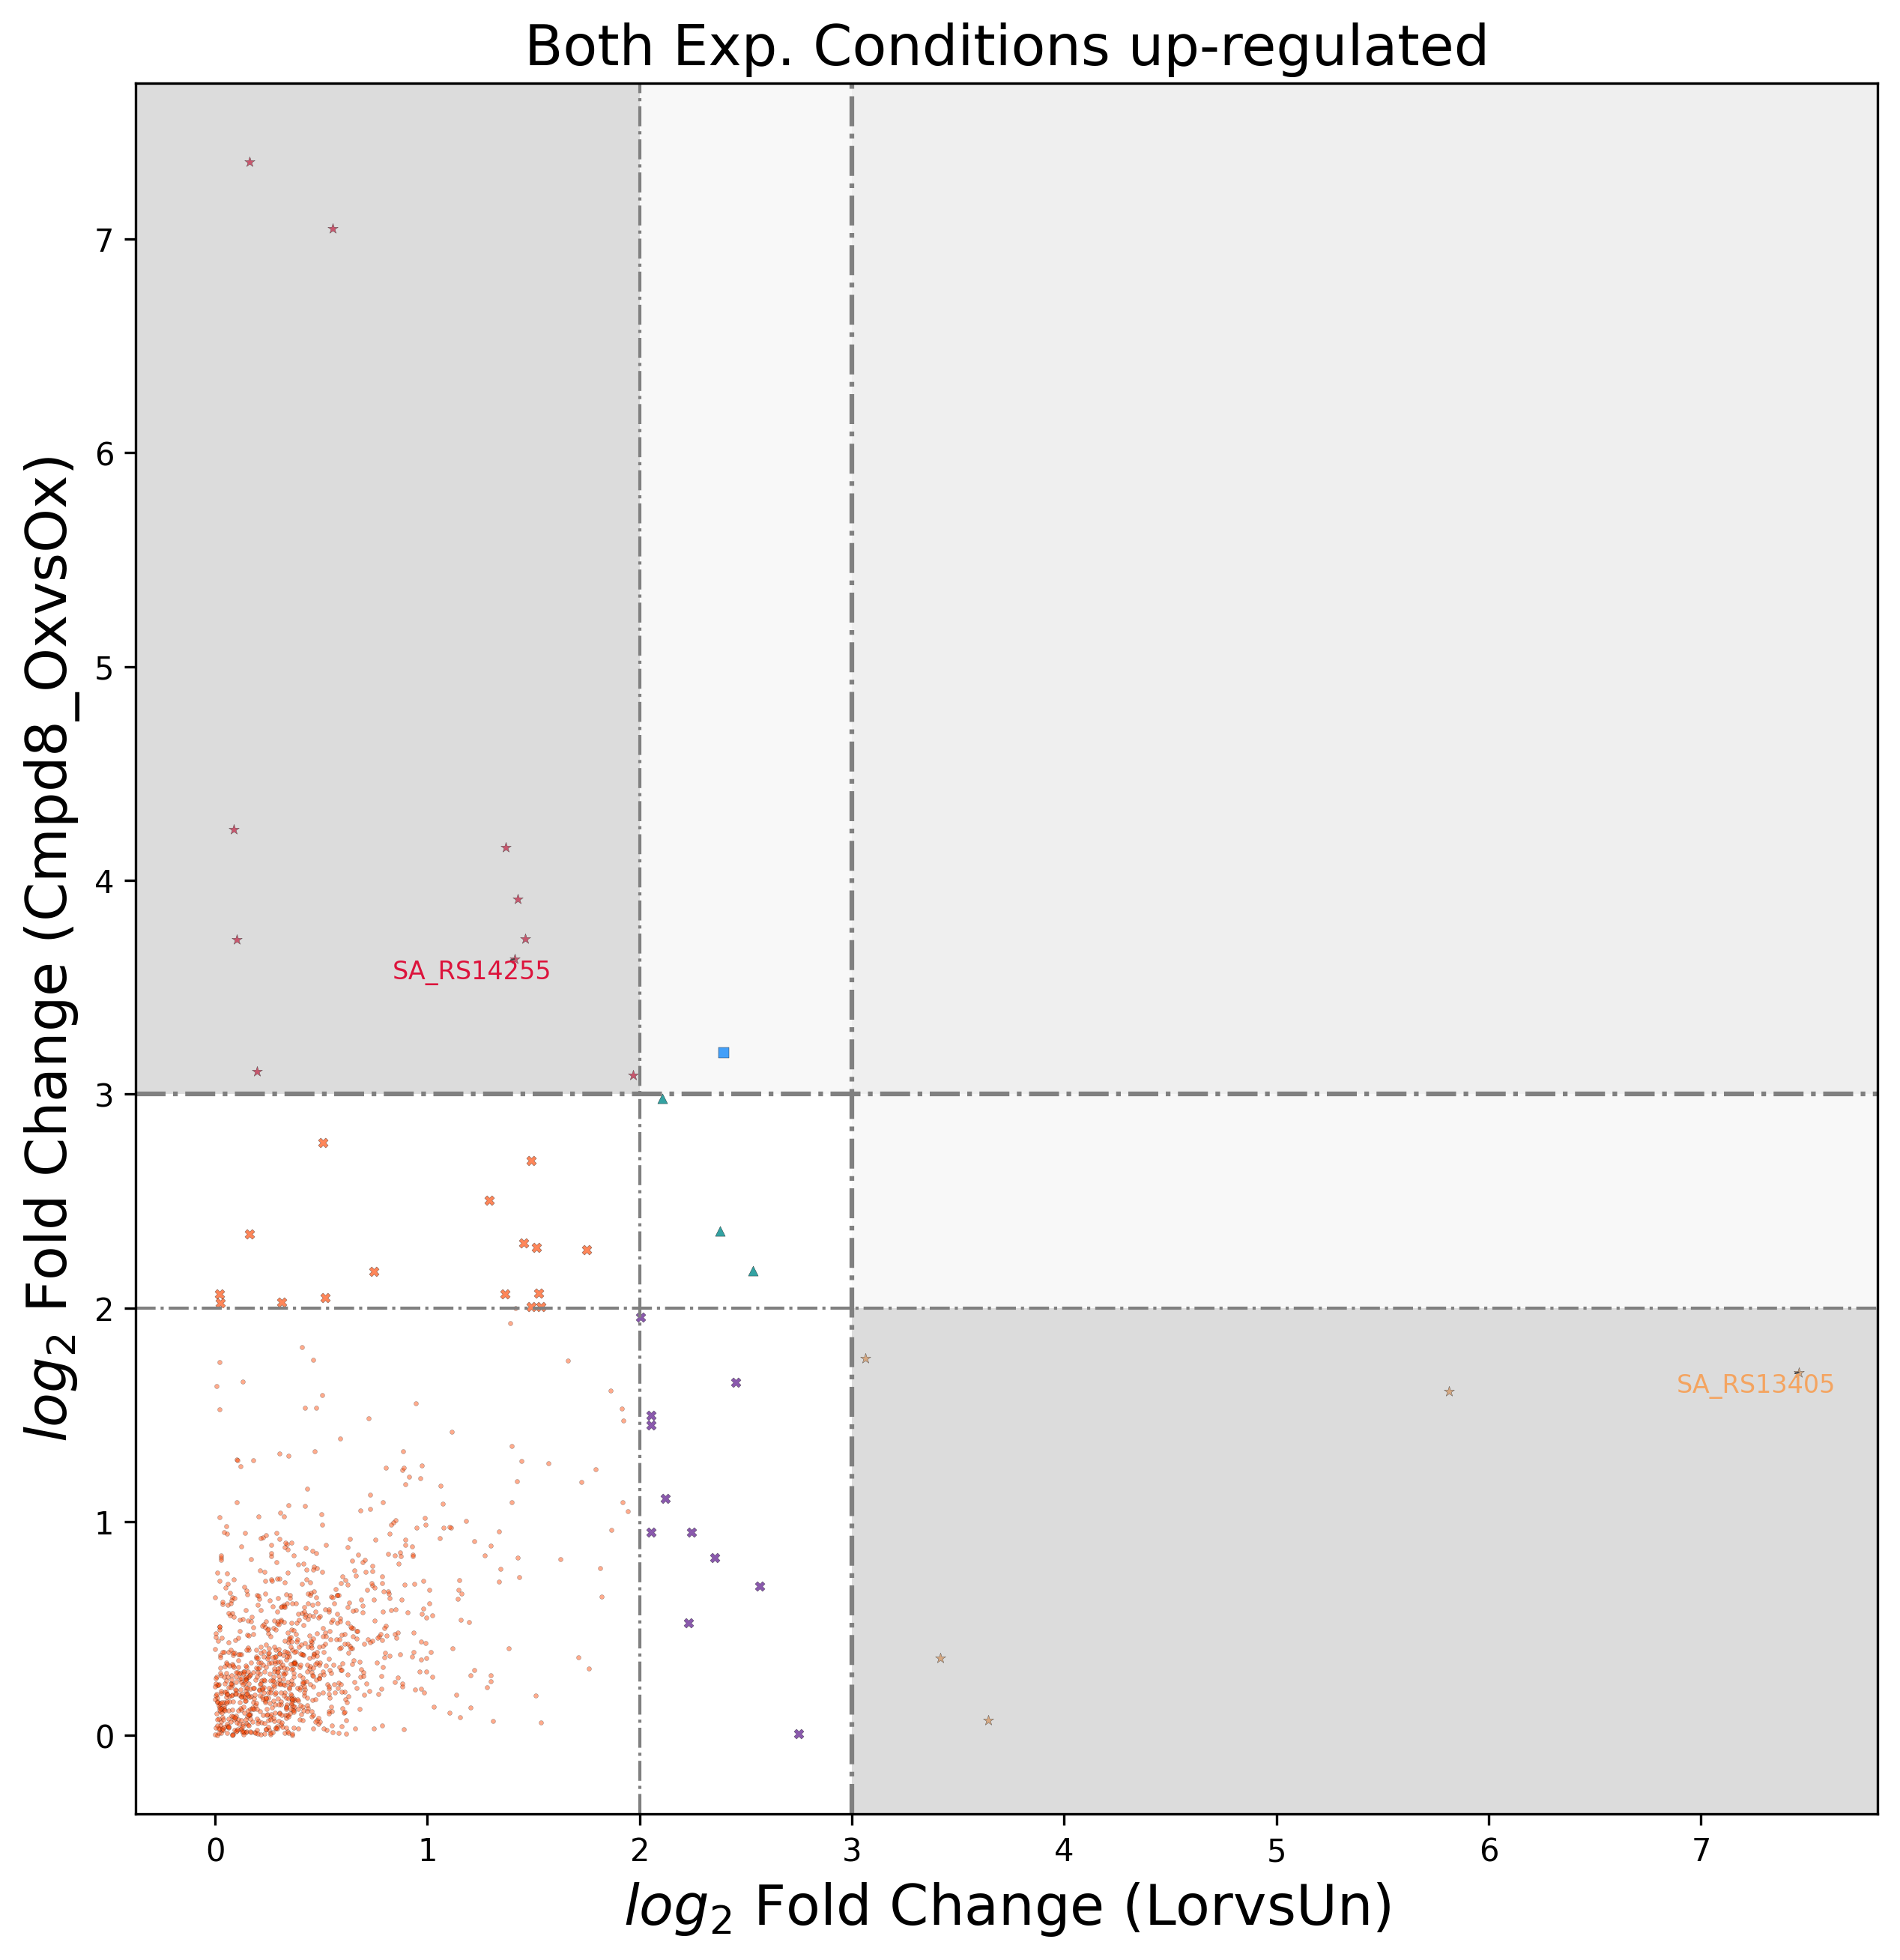 Both Exp. Conditions up-regulated
log2 Fold Change (Cmpd8_OxvsOx)
7
6
5
4
3
2
1
0
SA_RS14255
SA_RS13405
0 1 2 3 4 5 6 7
log2 Fold Change (LorvsUn)